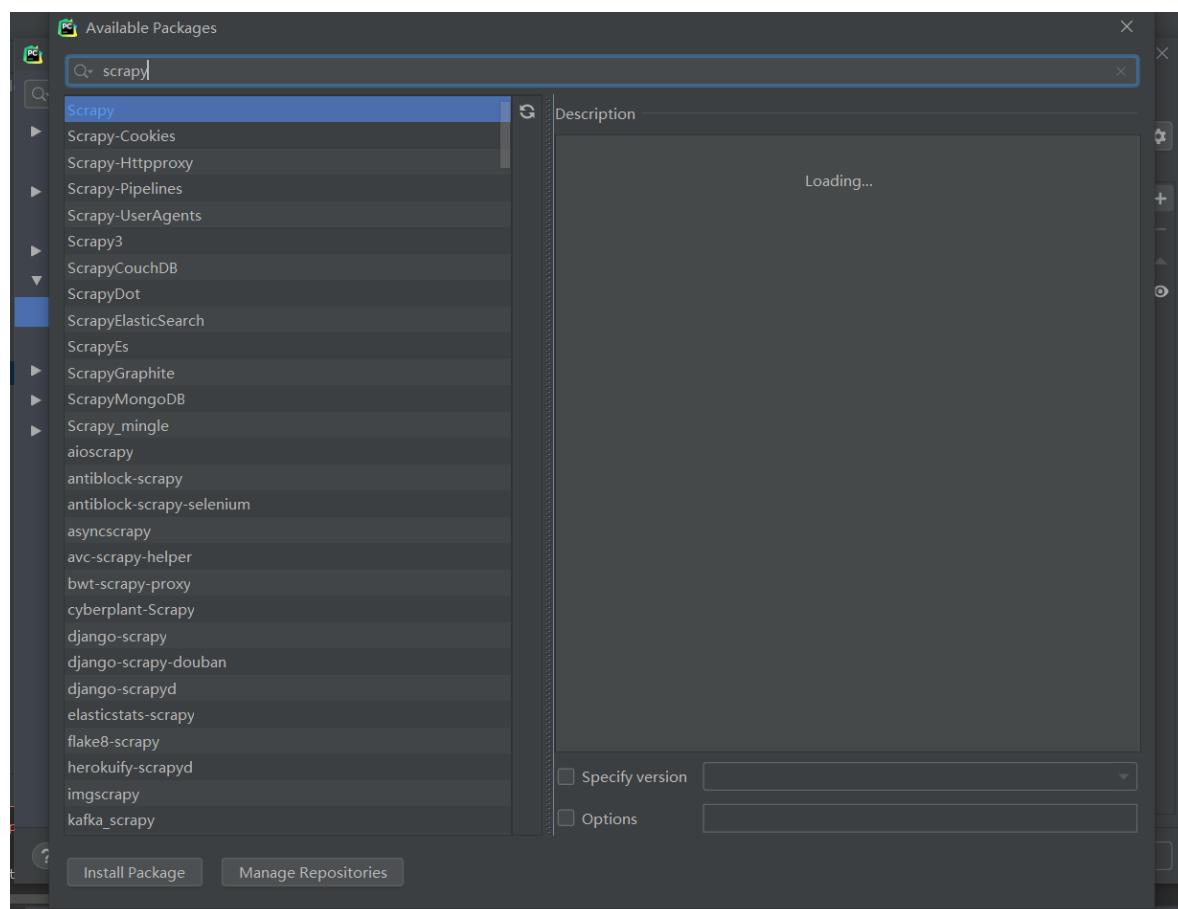 Available Packages
scrapy
Scrapy
Scrapy-Cookies
Scrapy-Httpproxy
Scrapy-Pipelines
Scrapy-UserAgents
Scrapy3
ScrapyCouchDB
ScrapyDot
ScrapyElasticSearch
ScrapyEs
ScrapyGraphite
ScrapyMongoDB
Scrapy_mingle
aioscrapy
antiblock-scrapy
antiblock-scrapy-selenium
asyncscrapy
avc-scrapy-helper
bwt-scrapy-proxy
cyberplant-Scrapy
django-scrapy
django-scrapy-douban
django-scrapyd
elasticstats-scrapy
flake8-scrapy
herokuify-scrapyd
imgscrapy
kafka_scrapy
Description
Loading...
Specify version
Options
Install Package
Manage Repositories